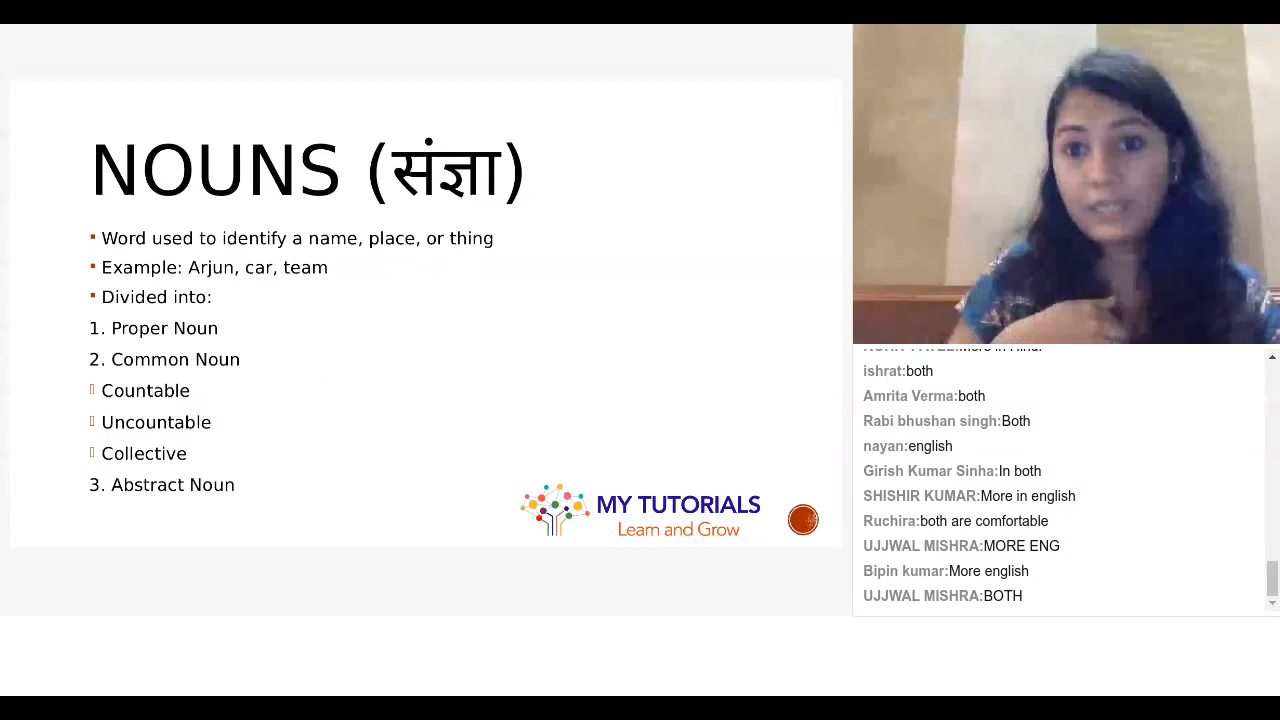 NOUNS (संज्ञा)
Word used to identify a name, place, or thing
Example: Arjun, car, team
Divided into:
1. Proper Noun
2. Common Noun
Countable
Uncountable
Collective
3. Abstract Noun
MY TUTORIALS
Learn and Grow
ishrat:both
Amrita Verma:both
Rabi bhushan singh:Both
nayan:english
Girish Kumar Sinha:In both
SHISHIR KUMAR:More in english
Ruchira:both are comfortable
UJJWAL MISHRA:MORE ENG
Bipin kumar:More english
UJJWAL MISHRA:BOTH